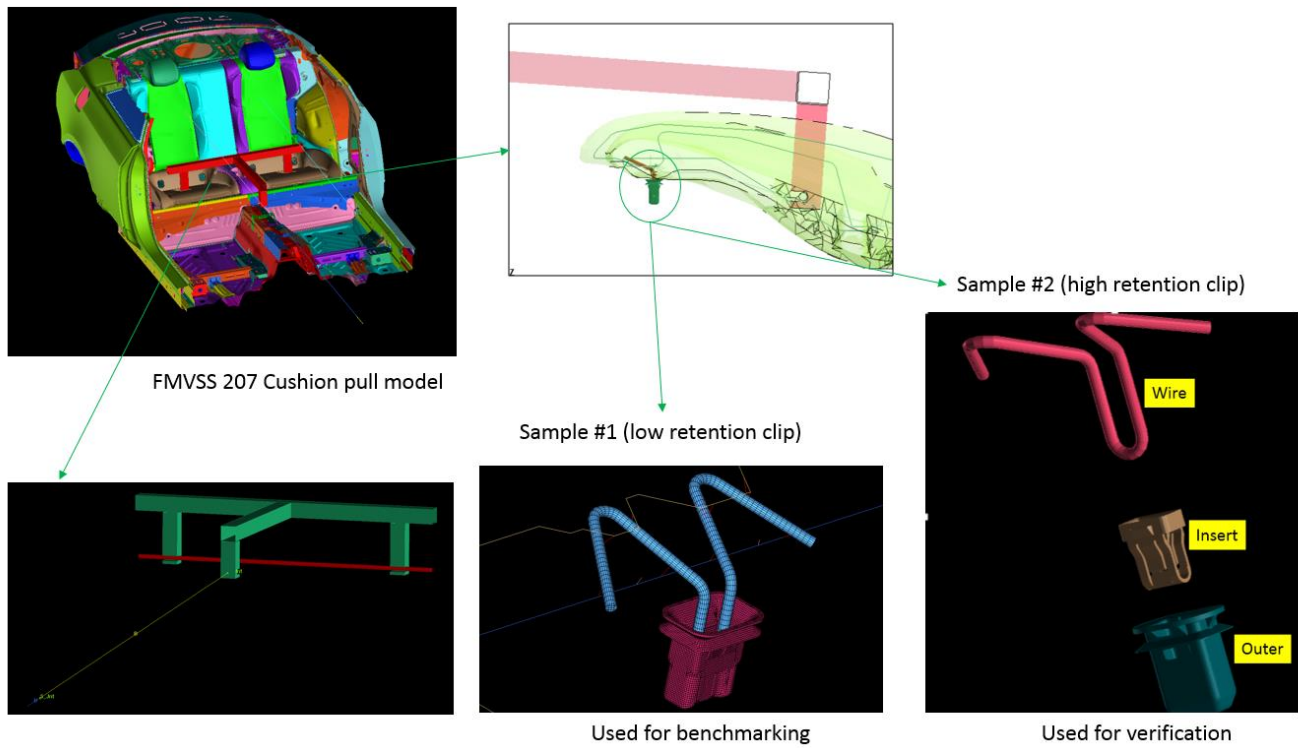 Sample #2 (high retention clip)
FMVSS 207 Cushion pull model
Wire
Sample #1 (low retention clip)
Insert
Outer
Used for benchmarking
Used for verification